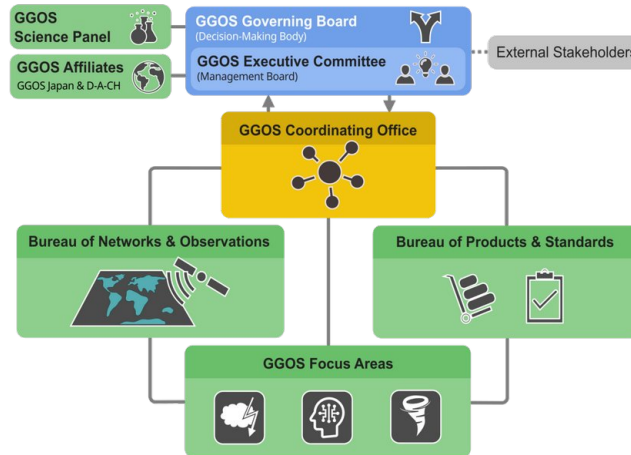 GGOS
Science Panel
GGOS Affiliates
GGOS Japan & D-A-CH
GGOS Governing Board
(Decision-Making Body)
GGOS Executive Committee
(Management Board)
External Stakeholders
GGOS Coordinating Office
Bureau of Networks & Observations
Bureau of Products & Standards
GGOS Focus Areas